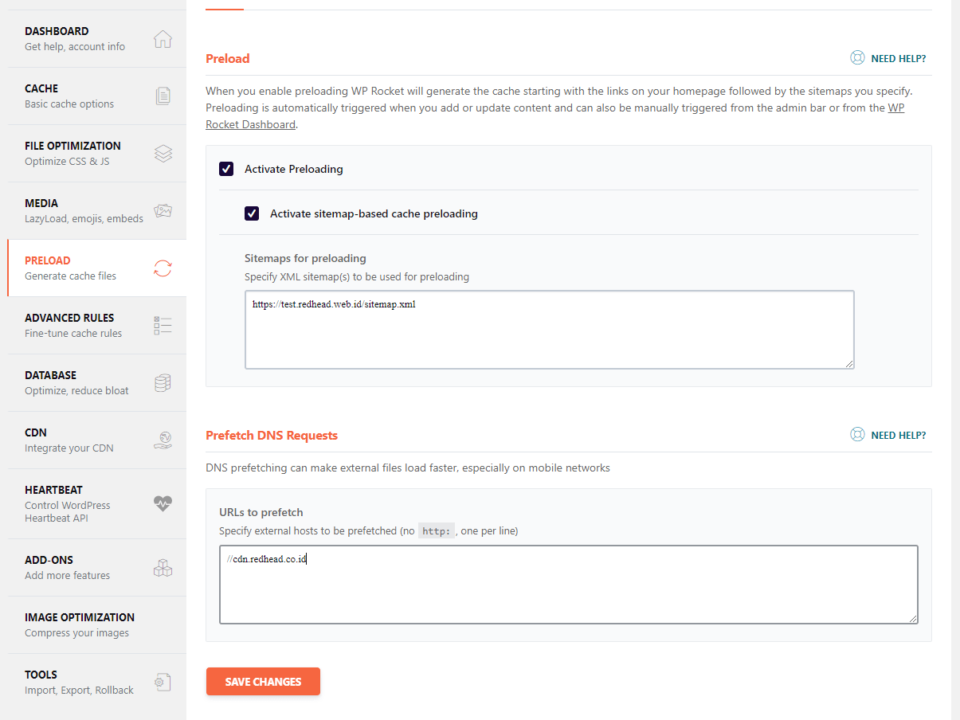 DASHBOARD
Get help, account info
CACHE
Basic cache options
FILE OPTIMIZATION
Optimize CSS & JS
MEDIA
LazyLoad, emojis, embeds
PRELOAD
Generate cache files
ADVANCED RULES
Fine-tune cache rules
DATABASE
Optimize, reduce bloat
CDN
Integrate your CDN
HEARTBEAT
Control WordPress
Heartbeat API
ADD-ONS
Add more features
IMAGE OPTIMIZATION
Compress your images
TOOLS
Import, Export, Rollback
Preload
NEED HELP?
When you enable preloading WP Rocket will generate the cache starting with the links on your homepage followed by the sitemaps you specify.
Preloading is automatically triggered when you add or update content and can also be manually triggered from the admin bar or from the WP
Rocket Dashboard.
Activate Preloading
Activate sitemap-based cache preloading
Sitemaps for preloading
Specify XML sitemap(s) to be used for preloading
https://test.redhead.web.id/sitemap.xml
Prefetch DNS Requests
NEED HELP?
DNS prefetching can make external files load faster, especially on mobile networks
URLs to prefetch
Specify external hosts to be prefetched (no http:, one per line)
//cdn.redhead.co.id
SAVE CHANGES